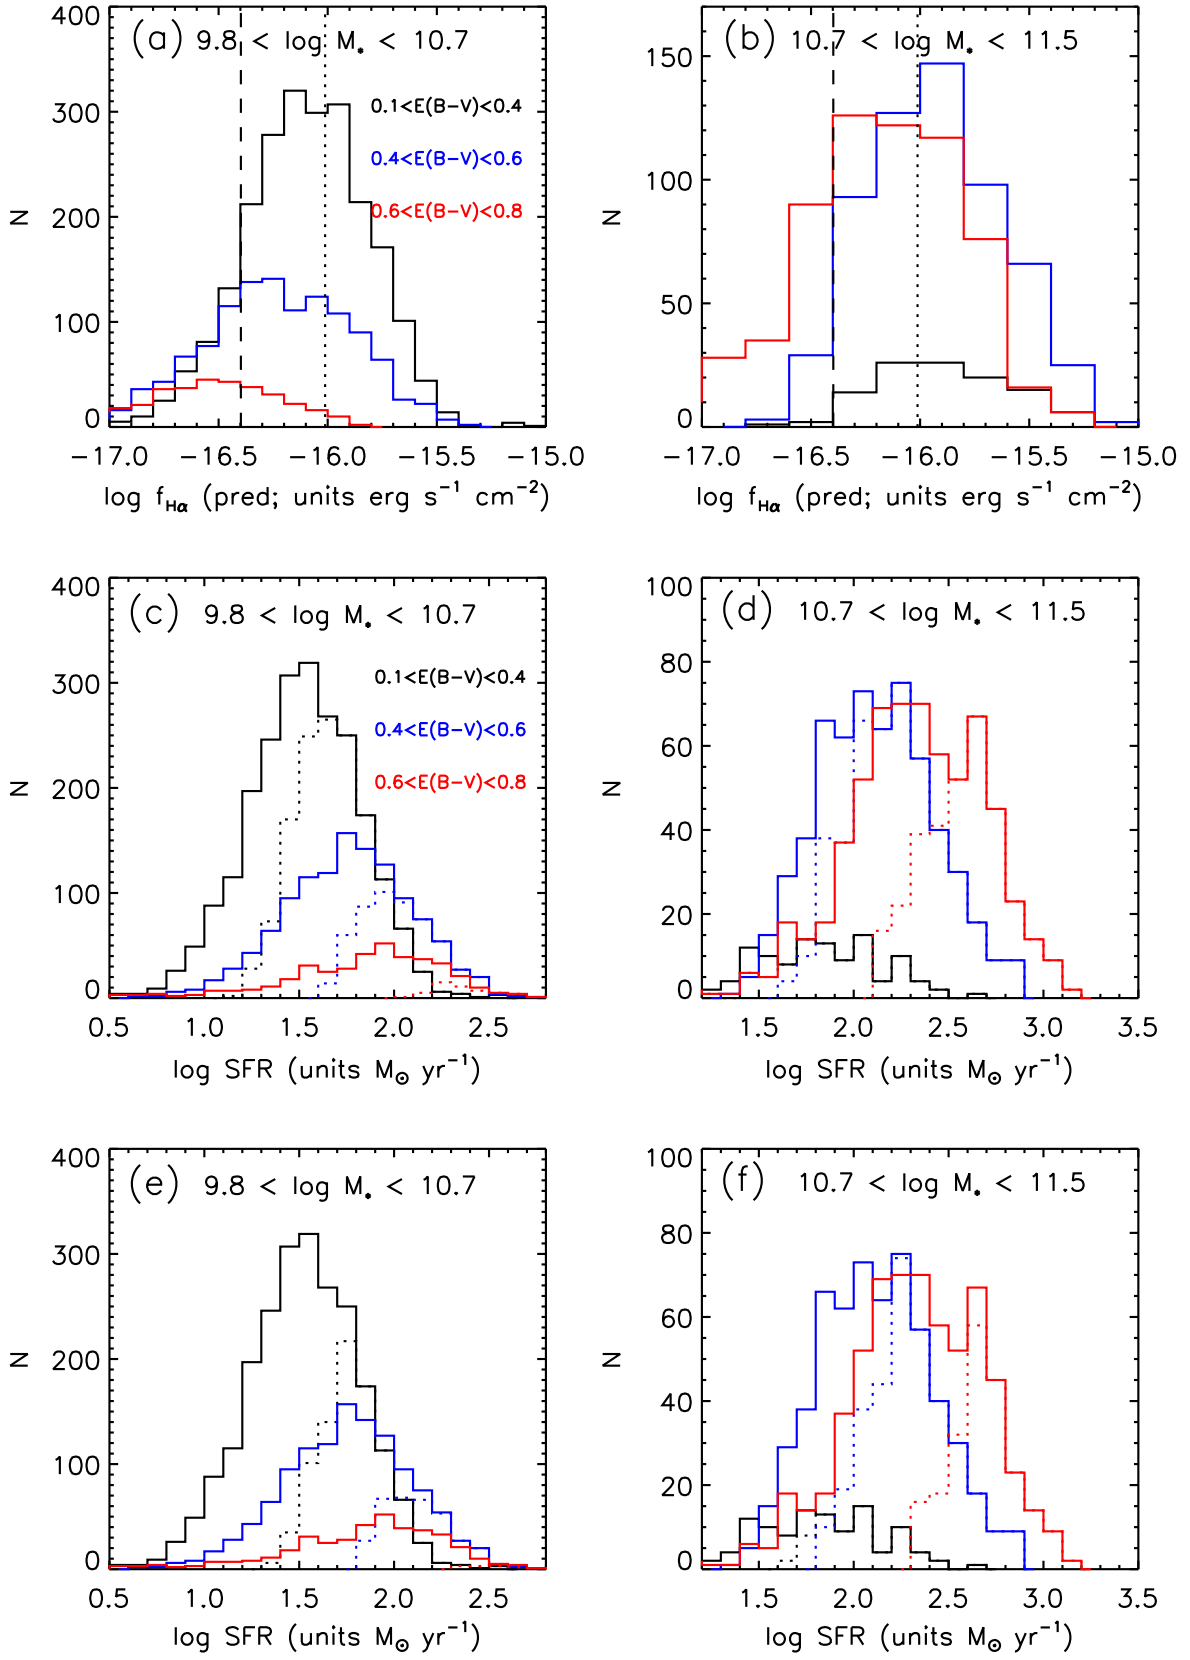 (a) 9.8 < log M* < 10.7
0.1<E(B−V)<0.4
0.4<E(B−V)<0.6
0.6<E(B−V)<0.8
400
300
200
100
0
N
−17.0 −16.5 −16.0 −15.5 −15.0
log fHα (pred; units erg s⁻¹ cm⁻²)
(b) 10.7 < log M* < 11.5
150
100
50
0
N
−17.0 −16.5 −16.0 −15.5 −15.0
log fHα (pred; units erg s⁻¹ cm⁻²)
(c) 9.8 < log M* < 10.7
0.1<E(B−V)<0.4
0.4<E(B−V)<0.6
0.6<E(B−V)<0.8
400
300
200
100
0
N
0.5 1.0 1.5 2.0 2.5
log SFR (units M⊙ yr⁻¹)
(d) 10.7 < log M* < 11.5
100
80
60
40
20
0
N
1.5 2.0 2.5 3.0 3.5
log SFR (units M⊙ yr⁻¹)
(e) 9.8 < log M* < 10.7
400
300
200
100
0
N
0.5 1.0 1.5 2.0 2.5
log SFR (units M⊙ yr⁻¹)
(f) 10.7 < log M* < 11.5
100
80
60
40
20
0
N
1.5 2.0 2.5 3.0 3.5
log SFR (units M⊙ yr⁻¹)